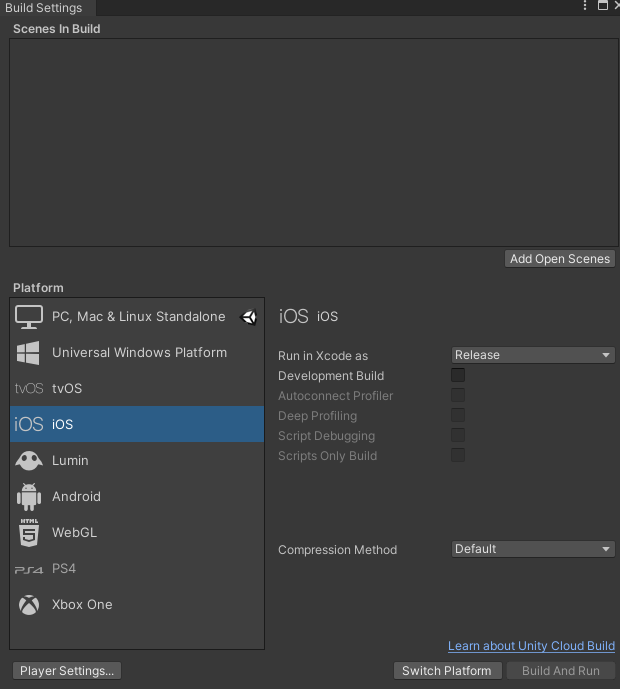 Build Settings
Scenes In Build
Add Open Scenes
Platform
PC, Mac & Linux Standalone
Universal Windows Platform
tvOS tvOS
iOS iOS
Lumin
Android
HTML 5 WebGL
PS4 PS4
Xbox One
iOS iOS
Run in Xcode as Release
Development Build
Autoconnect Profiler
Deep Profiling
Script Debugging
Scripts Only Build
Compression Method Default
Learn about Unity Cloud Build
Player Settings... Switch Platform Build And Run